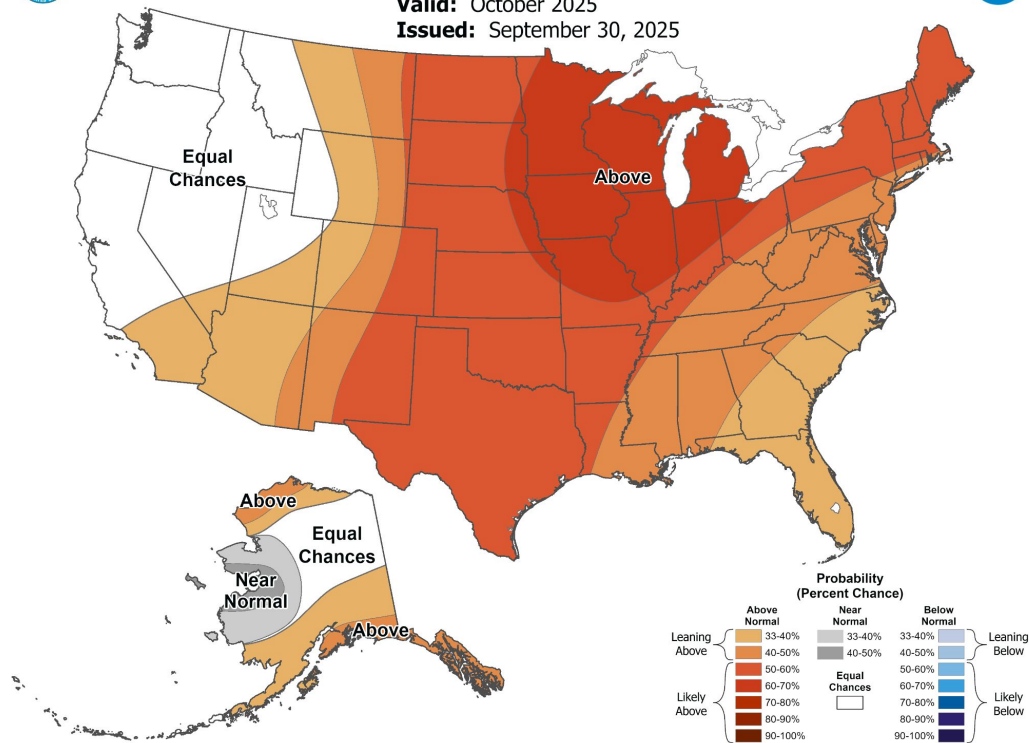 Valid: October 2025
Issued: September 30, 2025
Equal
Chances
Above
Above
Equal
Chances
Near
Normal
Above
Probability
(Percent Chance)
Above
Normal
Near
Normal
Below
Normal
Leaning
Above
33-40%
33-40%
33-40%
Leaning
Below
40-50%
40-50%
40-50%
Likely
Above
50-60%
Equal
Chances
50-60%
Likely
Below
60-70%
60-70%
70-80%
70-80%
80-90%
80-90%
90-100%
90-100%